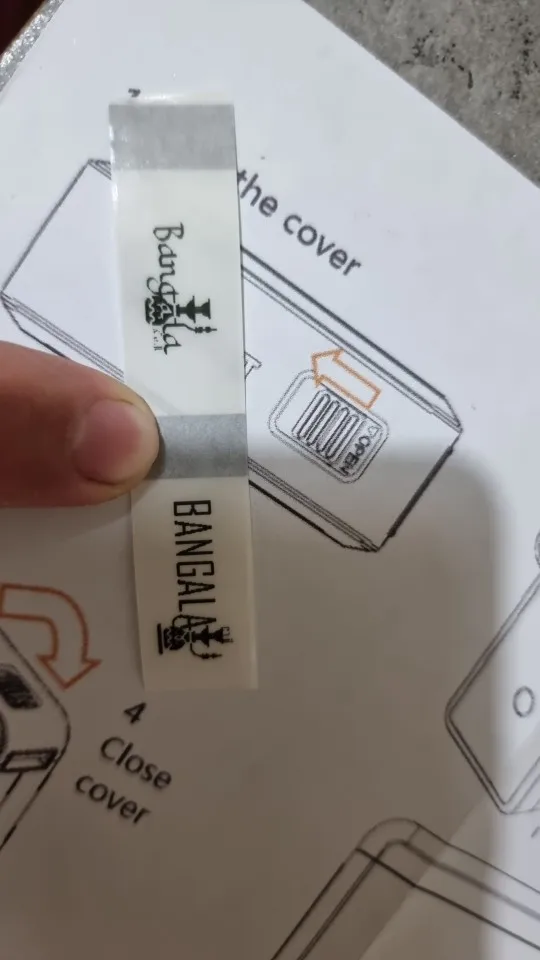 the cover
Bangala
OPEN
BANGALA
4
Close
cover